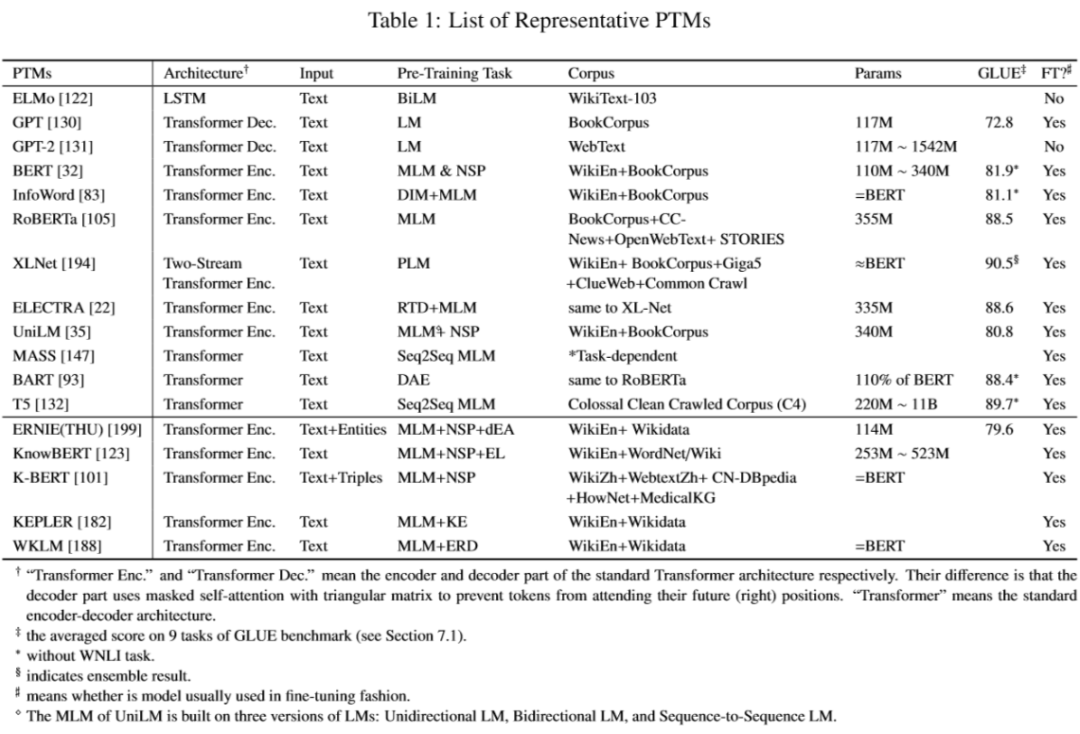 Table 1: List of Representative PTMs
PTMs Architecture† Input Pre-Training Task Corpus Params GLUE‡ FT?♯
ELMo [122] LSTM Text BiLM WikiText-103 No
GPT [130] Transformer Dec. Text LM BookCorpus 117M 72.8 Yes
GPT-2 [131] Transformer Dec. Text LM WebText 117M ~ 1542M No
BERT [32] Transformer Enc. Text MLM & NSP WikiEn+BookCorpus 110M ~ 340M 81.9* Yes
InfoWord [83] Transformer Enc. Text DIM+MLM WikiEn+BookCorpus =BERT 81.1* Yes
RoBERTa [105] Transformer Enc. Text MLM BookCorpus+CC- 355M 88.5 Yes
News+OpenWebText+ STORIES
XLNet [194] Two-Stream Text PLM WikiEn+ BookCorpus+Giga5 ≈BERT 90.5§ Yes
Transformer Enc. +ClueWeb+Common Crawl
ELECTRA [22] Transformer Enc. Text RTD+MLM same to XL-Net 335M 88.6 Yes
UniLM [35] Transformer Enc. Text MLM⋄+ NSP WikiEn+BookCorpus 340M 80.8 Yes
MASS [147] Transformer Text Seq2Seq MLM *Task-dependent Yes
BART [93] Transformer Text DAE same to RoBERTa 110% of BERT 88.4* Yes
T5 [132] Transformer Text Seq2Seq MLM Colossal Clean Crawled Corpus (C4) 220M ~ 11B 89.7* Yes
ERNIE(THU) [199] Transformer Enc. Text+Entities MLM+NSP+dEA WikiEn+ Wikidata 114M 79.6 Yes
KnowBERT [123] Transformer Enc. Text MLM+NSP+EL WikiEn+WordNet/Wiki 253M ~ 523M Yes
K-BERT [101] Transformer Enc. Text+Triples MLM+NSP WikiZh+WebtextZh+ CN-DBpedia =BERT Yes
+HowNet+MedicalKG
KEPLER [182] Transformer Enc. Text MLM+KE WikiEn+Wikidata Yes
WKLM [188] Transformer Enc. Text MLM+ERD WikiEn+Wikidata =BERT Yes
† “Transformer Enc.” and “Transformer Dec.” mean the encoder and decoder part of the standard Transformer architecture respectively. Their difference is that the
decoder part uses masked self-attention with triangular matrix to prevent tokens from attending their future (right) positions. “Transformer” means the standard
encoder-decoder architecture.
‡ the averaged score on 9 tasks of GLUE benchmark (see Section 7.1).
* without WNLI task.
§ indicates ensemble result.
♯ means whether is model usually used in fine-tuning fashion.
⋄ The MLM of UniLM is built on three versions of LMs: Unidirectional LM, Bidirectional LM, and Sequence-to-Sequence LM.